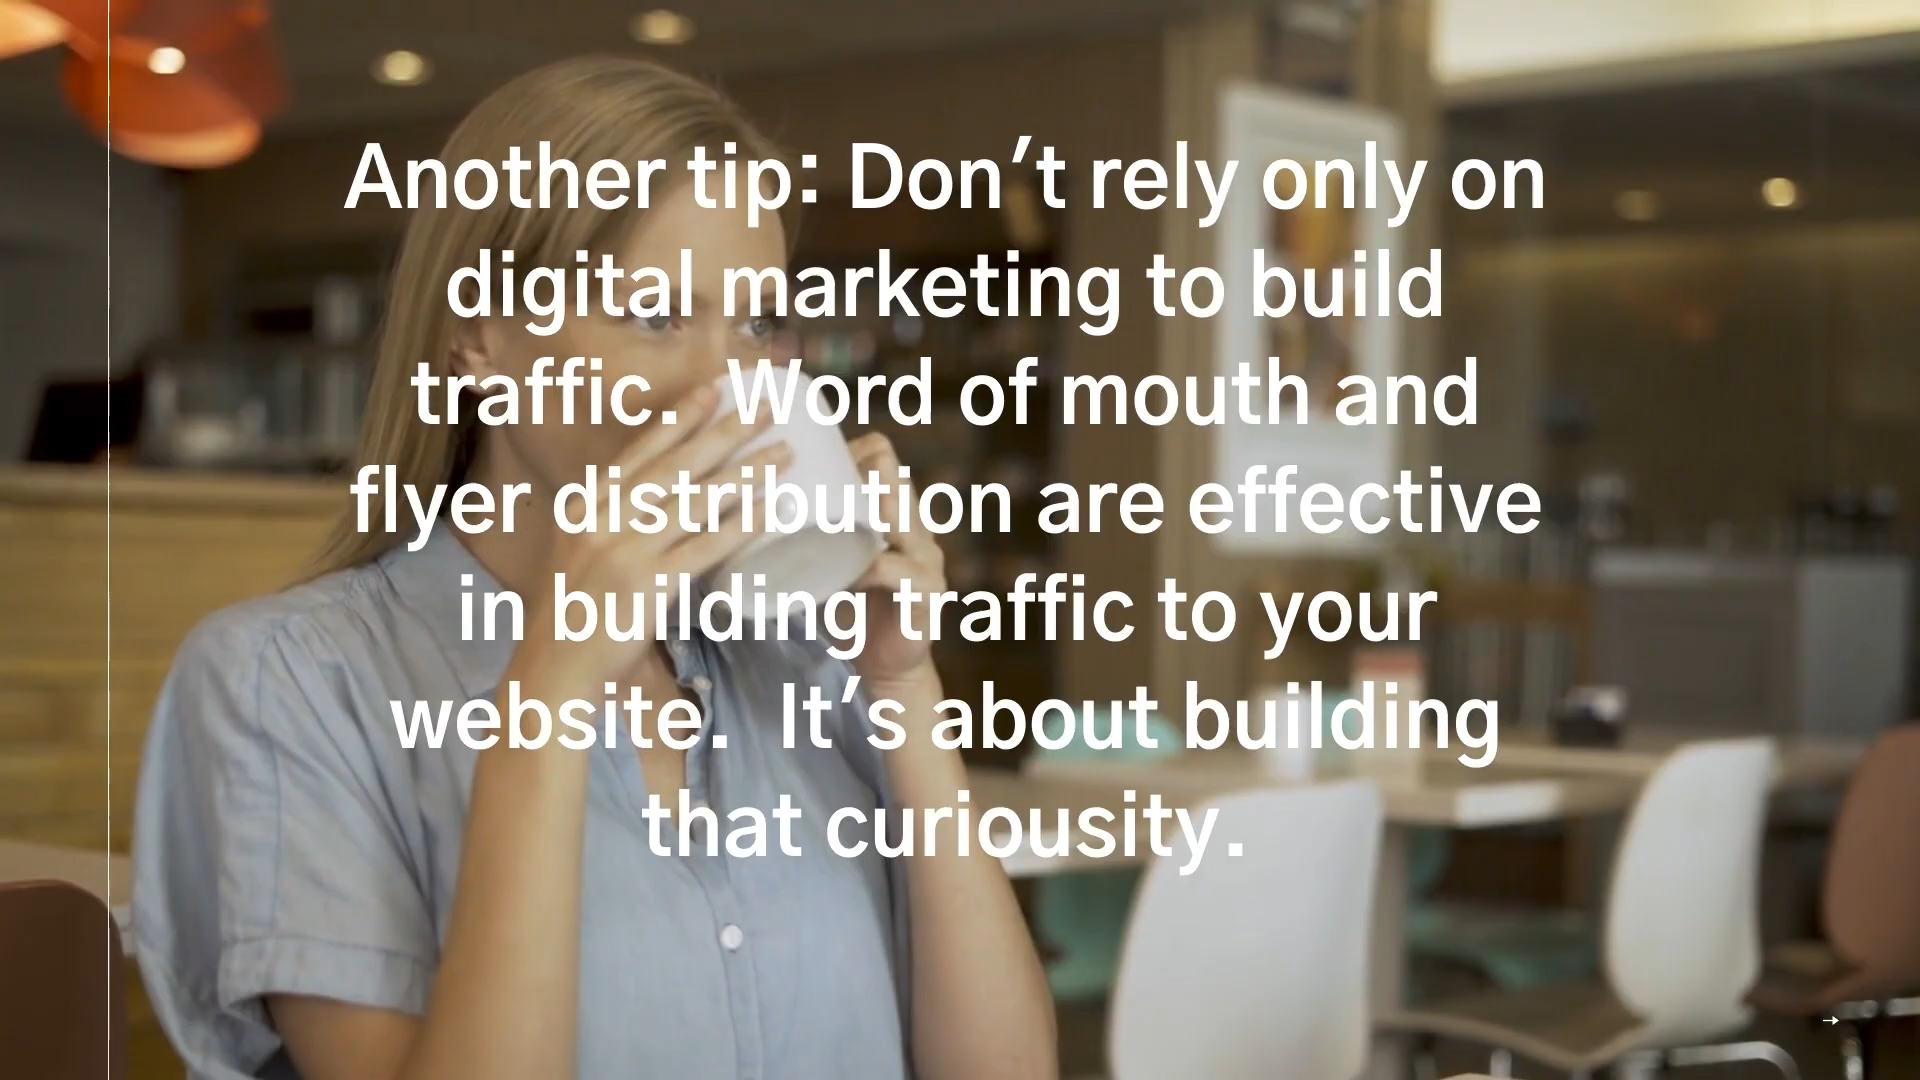 Another tip: Don't rely only on
digital marketing to build
traffic.  Word of mouth and
flyer distribution are effective
in building traffic to your
website.  It's about building
that curiousity.